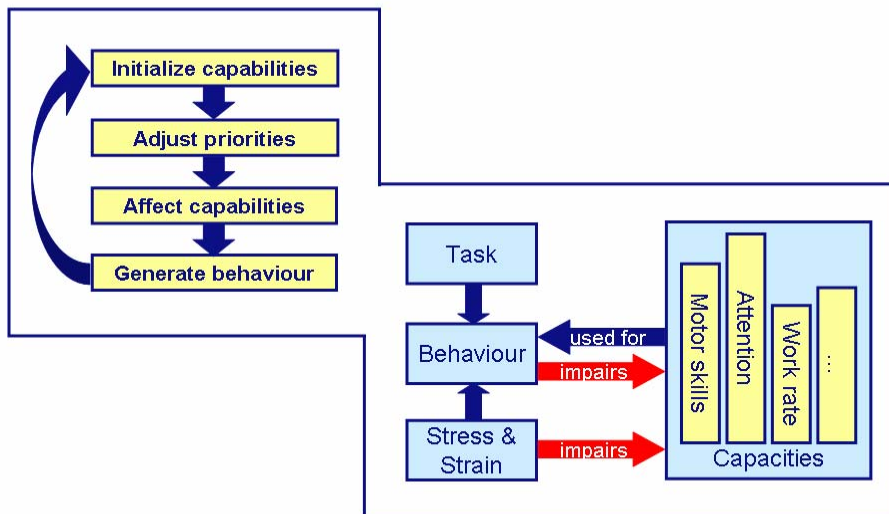 Initialize capabilities
Adjust priorities
Affect capabilities
Generate behaviour
Task
Behaviour
Stress &
Strain
used for
impairs
impairs
Motor skills
Attention
Work rate
...
Capacities